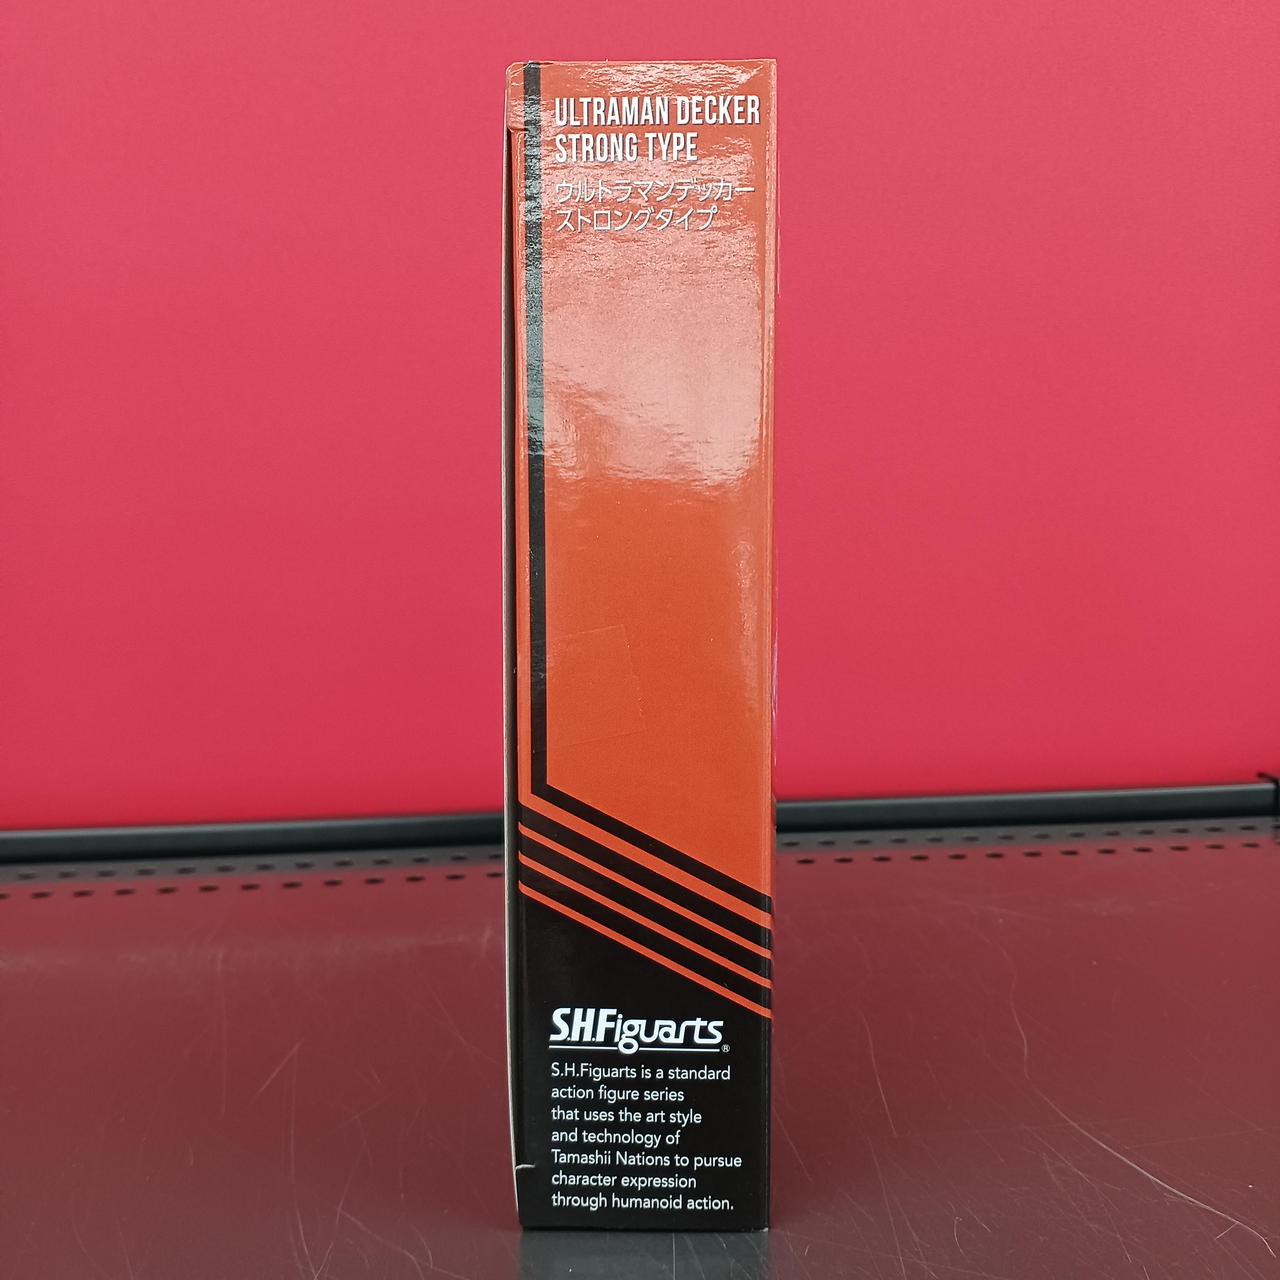 ULTRAMAN DECKER
STRONG TYPE
ウルトラマンデッカー
ストロングタイプ
S.H.Figuarts®
S.H.Figuarts is a standard
action figure series
that uses the art style
and technology of
Tamashii Nations to pursue
character expression
through humanoid action.